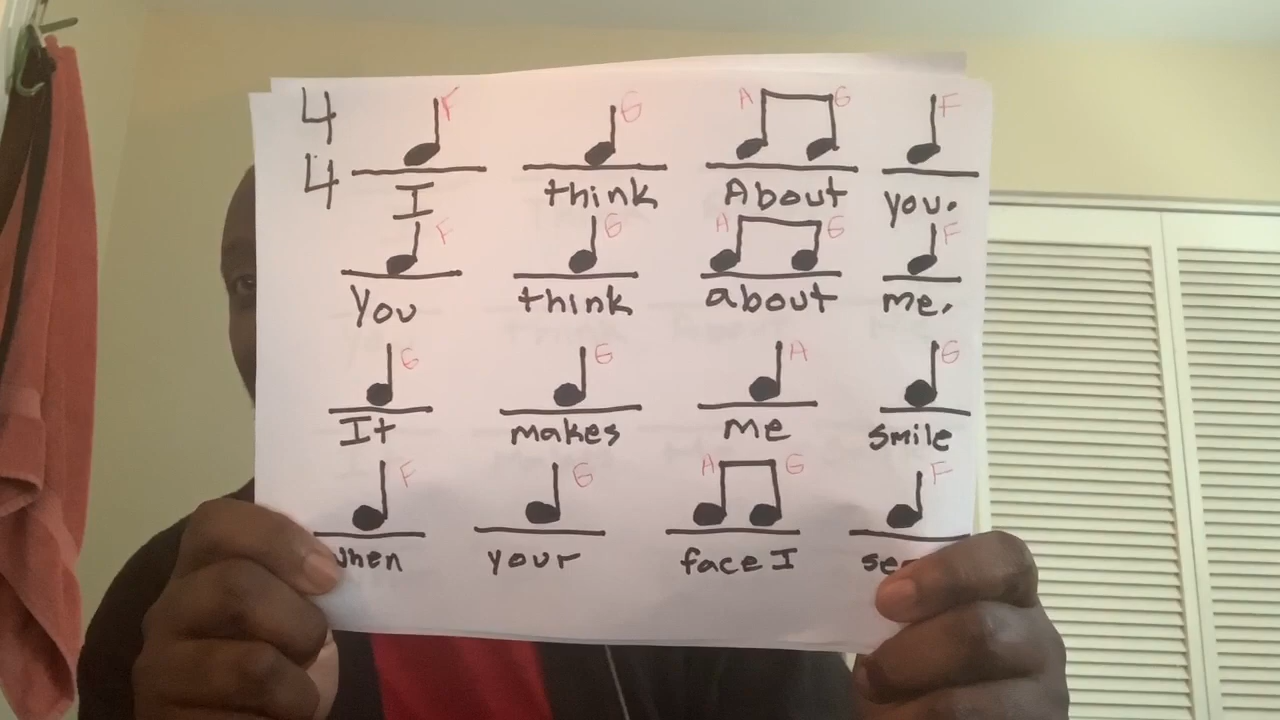 4 F G A G F
4 I think About you.
F G A G F
You think about me.
G G A G
It makes me smile
F G A G F
your face I